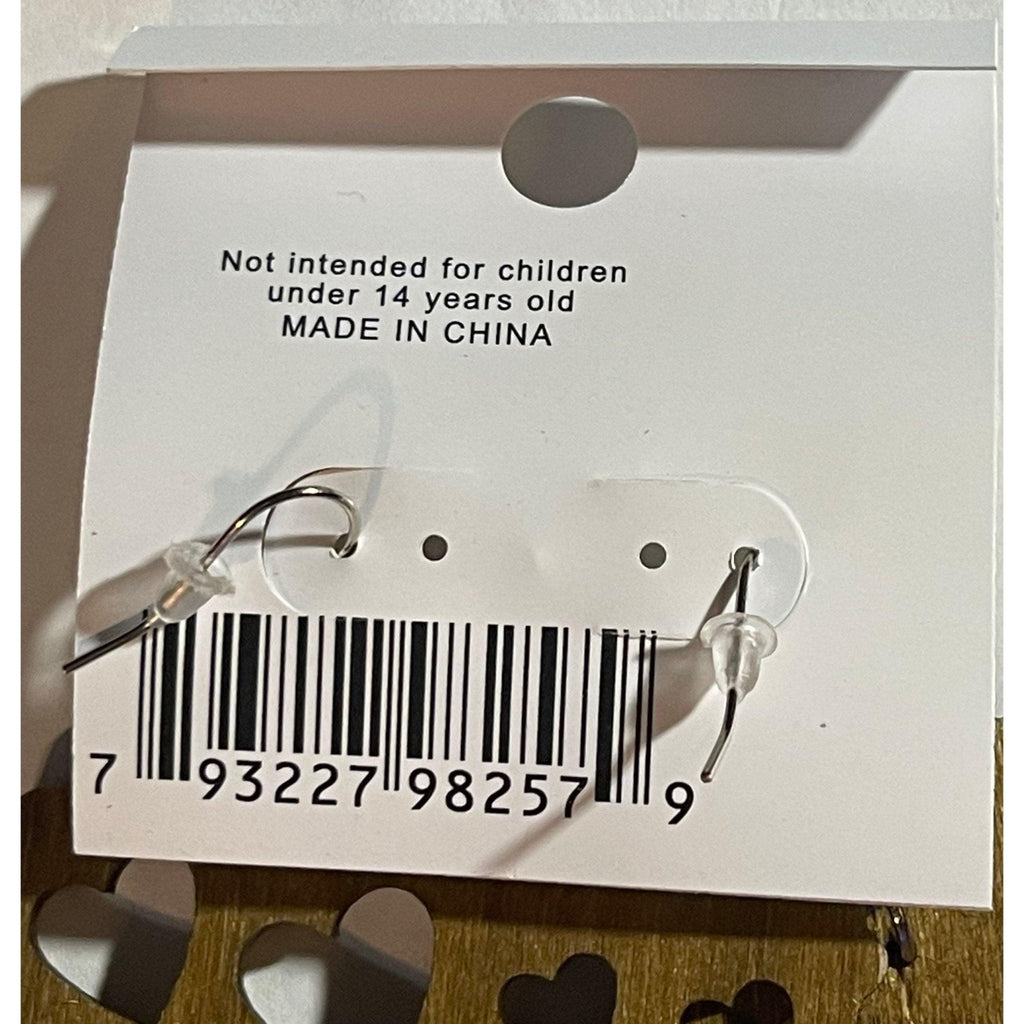 Not intended for children
under 14 years old
MADE IN CHINA
7 93227 98257 9